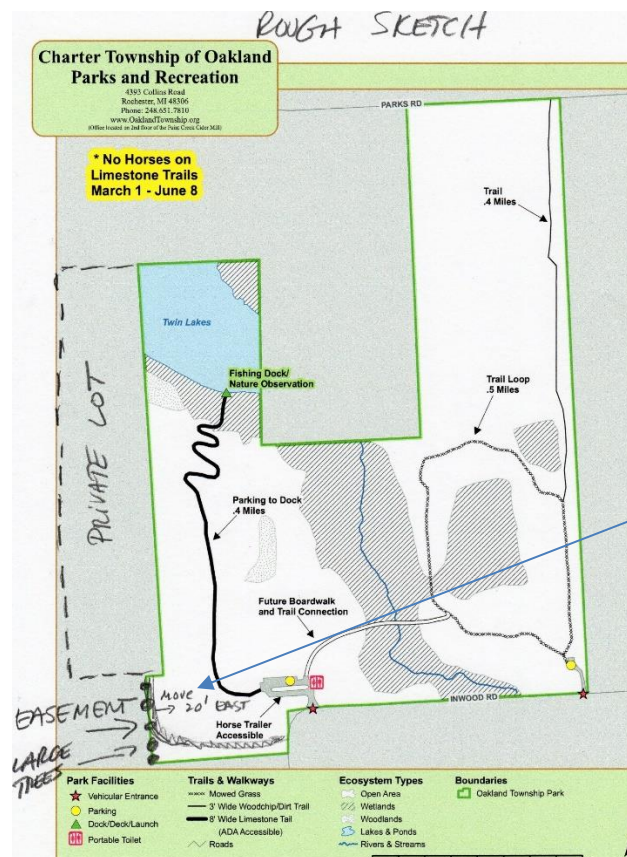 ROUGH SKETCH
Charter Township of Oakland
Parks and Recreation
4393 Collins Road
Rochester, MI 48306
Phone: 248.651.7810
www.OaklandTownship.org
(Office located on 2nd floor of the Paint Creek Cider Mill)
* No Horses on
Limestone Trails
March 1 - June 8
PARKS RD
Trail
.4 Miles
Twin Lakes
Fishing Dock/
Nature Observation
Trail Loop
.5 Miles
PRIVATE LOT
Parking to Dock
.4 Miles
Future Boardwalk
and Trail Connection
MOVE
20' EAST
INWOOD RD
EASEMENT
Horse Trailer
Accessible
LARGE
TREES
Park Facilities
Vehicular Entrance
Parking
Dock/Deck/Launch
Portable Toilet
Trails & Walkways
Mowed Grass
3' Wide Woodchip/Dirt Trail
8' Wide Limestone Tail
(ADA Accessible)
Roads
Ecosystem Types
Open Area
Wetlands
Woodlands
Lakes & Ponds
Rivers & Streams
Boundaries
Oakland Township Park